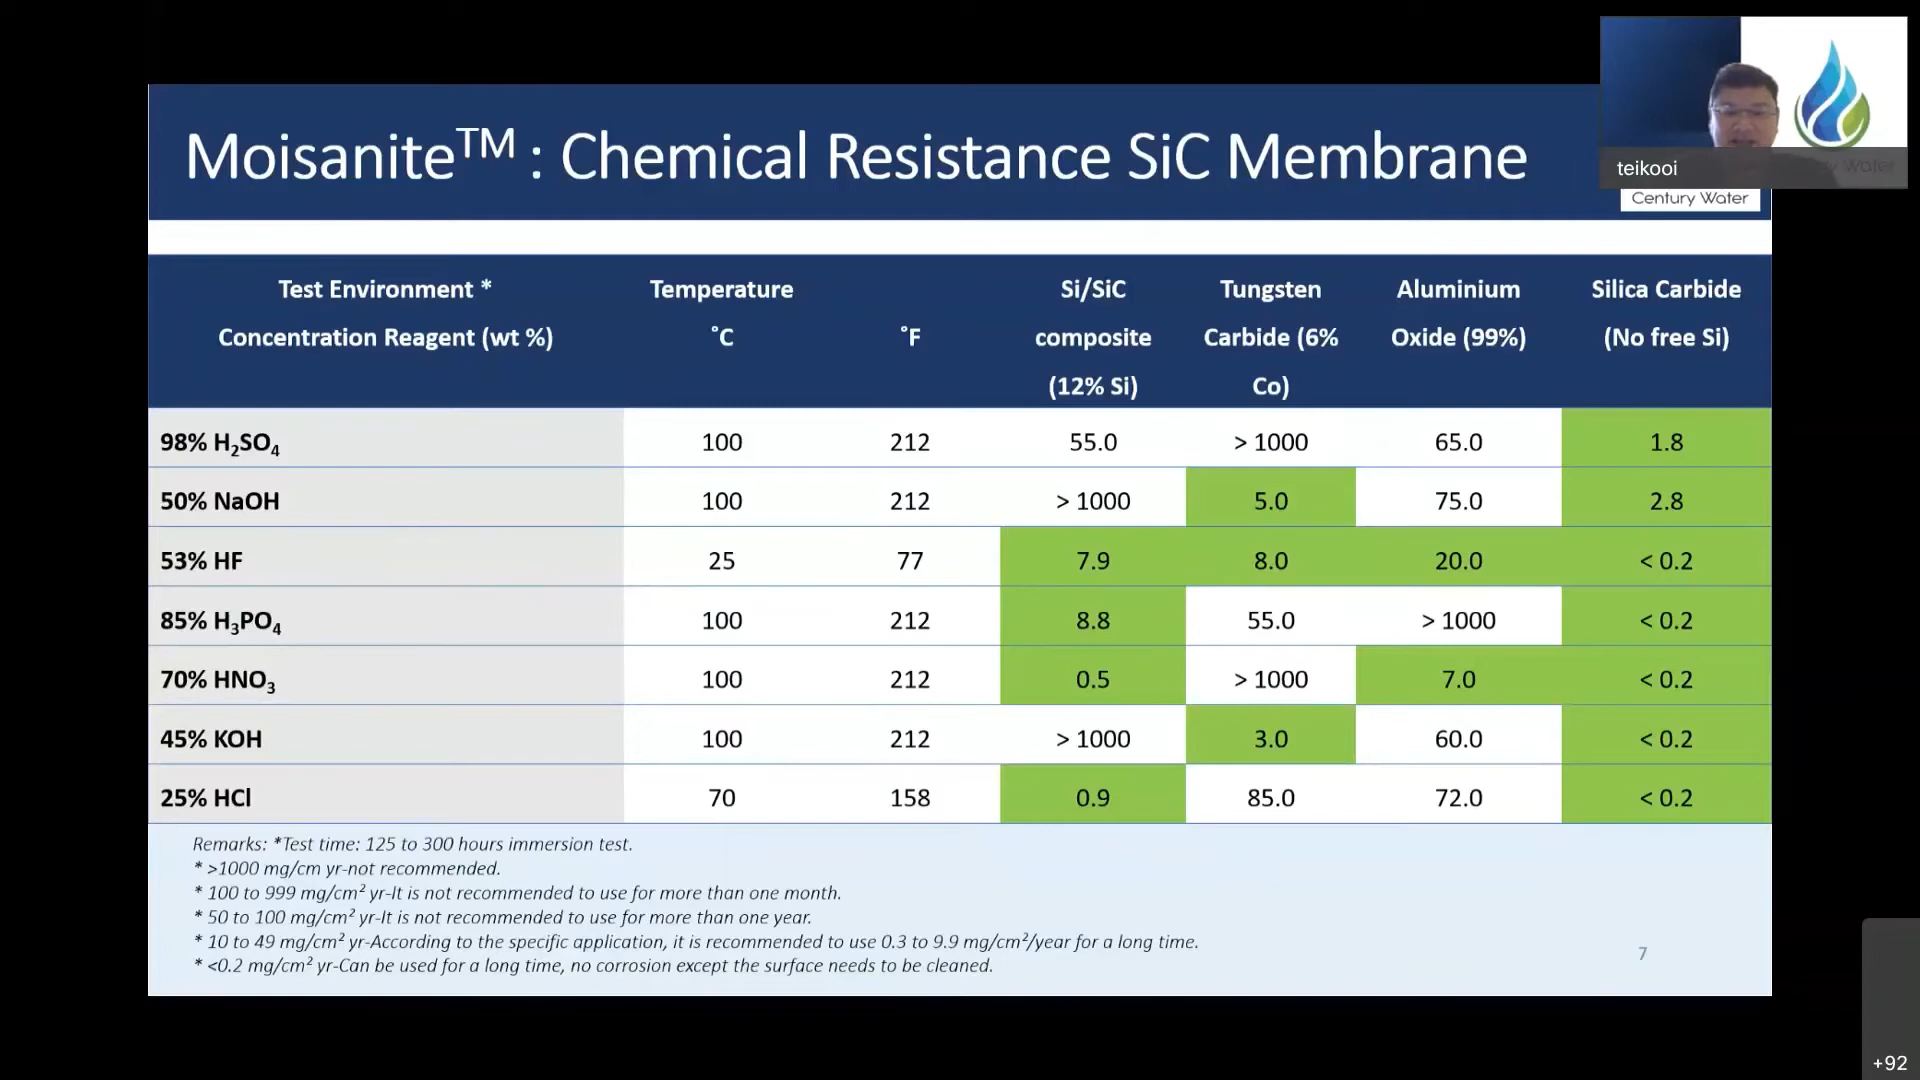 Moisanite™ : Chemical Resistance SiC Membrane
teikooi
Century Water
Test Environment * Temperature Si/SiC Tungsten Aluminium Silica Carbide
Concentration Reagent (wt %) ˚C ˚F composite Carbide (6% Oxide (99%) (No free Si)
(12% Si) Co)
98% H₂SO₄ 100 212 55.0 > 1000 65.0 1.8
50% NaOH 100 212 > 1000 5.0 75.0 2.8
53% HF 25 77 7.9 8.0 20.0 < 0.2
85% H₃PO₄ 100 212 8.8 55.0 > 1000 < 0.2
70% HNO₃ 100 212 0.5 > 1000 7.0 < 0.2
45% KOH 100 212 > 1000 3.0 60.0 < 0.2
25% HCl 70 158 0.9 85.0 72.0 < 0.2
Remarks: *Test time: 125 to 300 hours immersion test.
* >1000 mg/cm yr-not recommended.
* 100 to 999 mg/cm² yr-It is not recommended to use for more than one month.
* 50 to 100 mg/cm² yr-It is not recommended to use for more than one year.
* 10 to 49 mg/cm² yr-According to the specific application, it is recommended to use 0.3 to 9.9 mg/cm²/year for a long time.
* <0.2 mg/cm² yr-Can be used for a long time, no corrosion except the surface needs to be cleaned.
7
+92